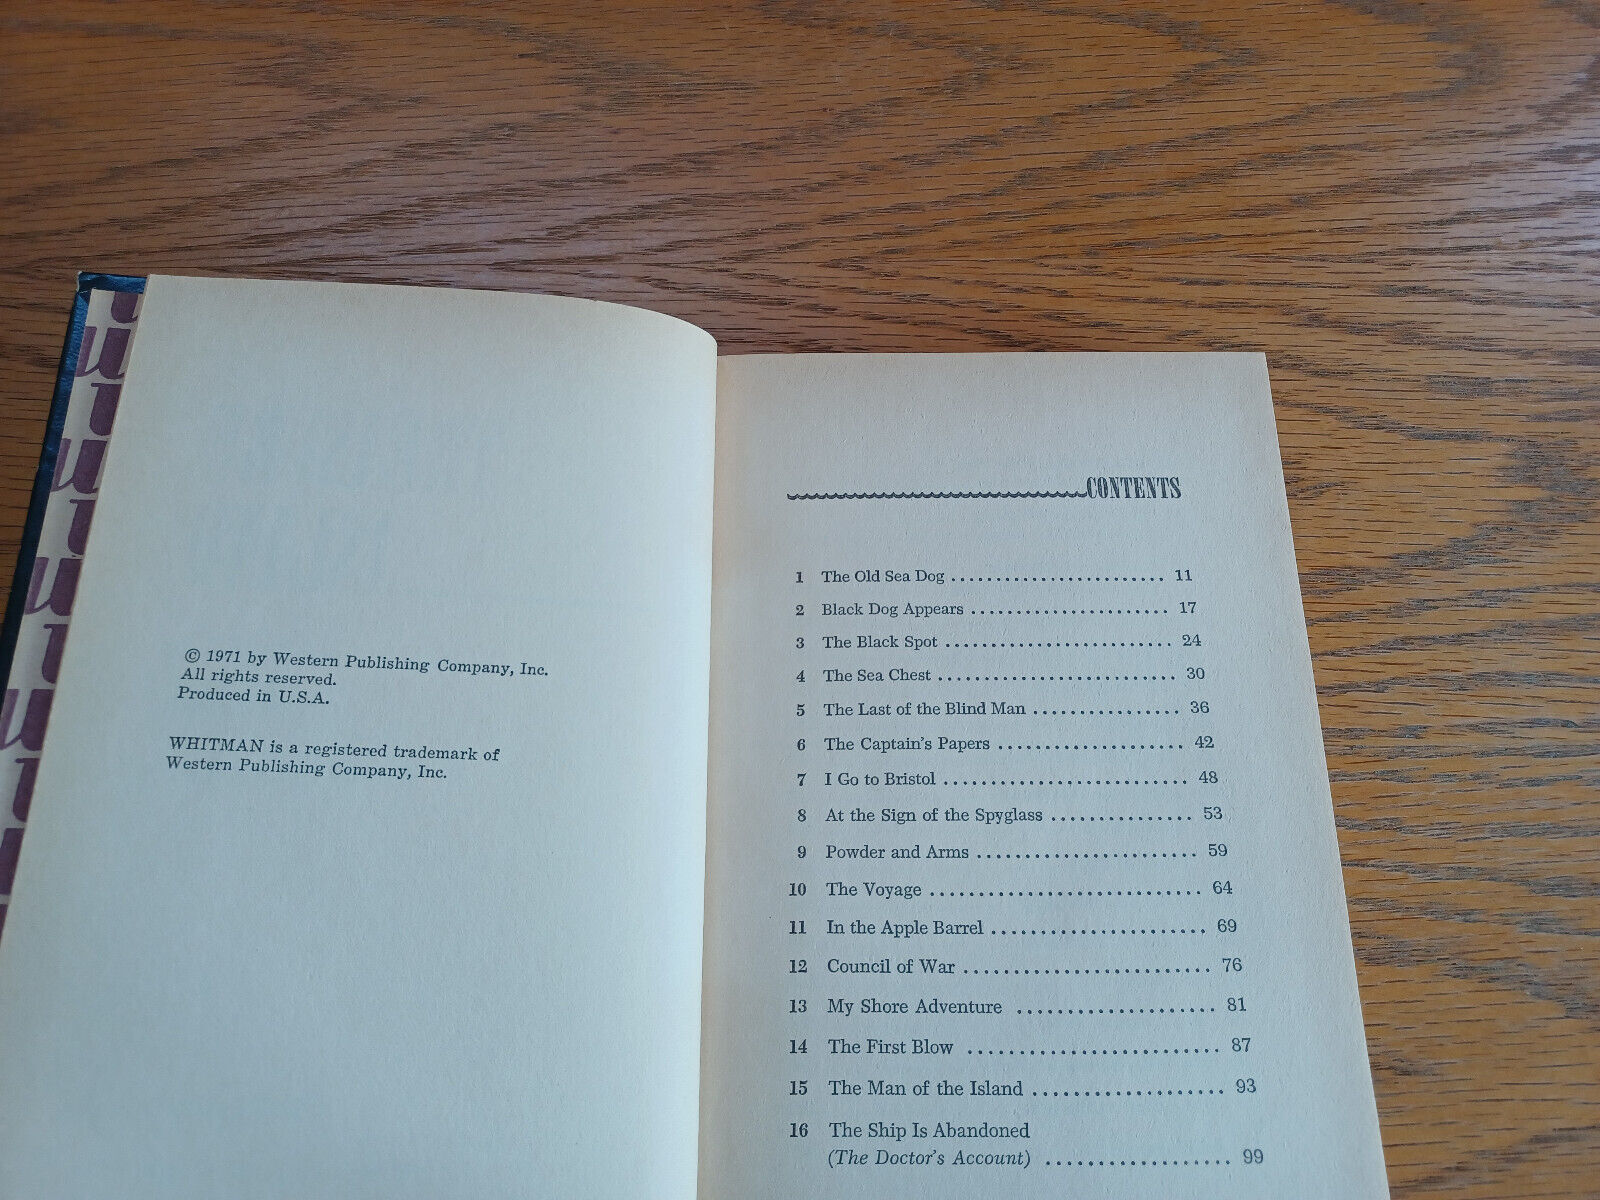 © 1971 by Western Publishing Company, Inc.
All rights reserved.
Produced in U.S.A.
WHITMAN is a registered trademark of
Western Publishing Company, Inc.
CONTENTS
1 The Old Sea Dog ........................ 11
2 Black Dog Appears ...................... 17
3 The Black Spot ......................... 24
4 The Sea Chest .......................... 30
5 The Last of the Blind Man ................ 36
6 The Captain's Papers .................... 42
7 I Go to Bristol .......................... 48
8 At the Sign of the Spyglass ............... 53
9 Powder and Arms ....................... 59
10 The Voyage ............................ 64
11 In the Apple Barrel ...................... 69
12 Council of War ......................... 76
13 My Shore Adventure .................... 81
14 The First Blow ......................... 87
15 The Man of the Island ................... 93
16 The Ship Is Abandoned
(The Doctor's Account) .................. 99